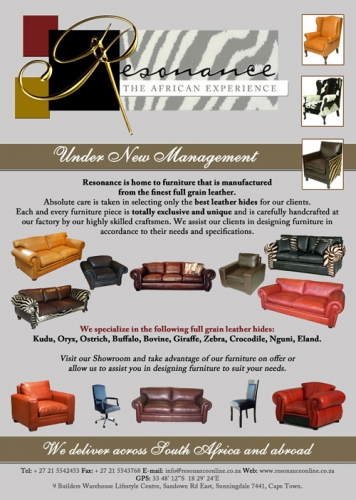 Resonance
THE AFRICAN EXPERIENCE
Under New Management
Resonance is home to furniture that is manufactured
from the finest full grain leather.
Absolute care is taken in selecting only the best leather hides for our clients.
Each and every furniture piece is totally exclusive and unique and is carefully handcrafted at
our factory by our highly skilled craftsmen. We assist our clients in designing furniture in
accordance to their needs and specifications.
We specialize in the following full grain leather hides:
Kudu, Oryx, Ostrich, Buffalo, Bovine, Giraffe, Zebra, Crocodile, Nguni, Eland.
Visit our Showroom and take advantage of our furniture on offer or
allow us to assist you in designing furniture to suit your needs.
We deliver across South Africa and abroad
Tel: + 27 21 5542453 Fax: + 27 21 5543768 E-mail: info@resonanceonline.co.za Web: www.resonanceonline.co.za
GPS: 33 48' 12"S 18 29' 24"E
9 Builders Warehouse Lifestyle Centre, Sandown Rd East, Sunningdale 7441, Cape Town.